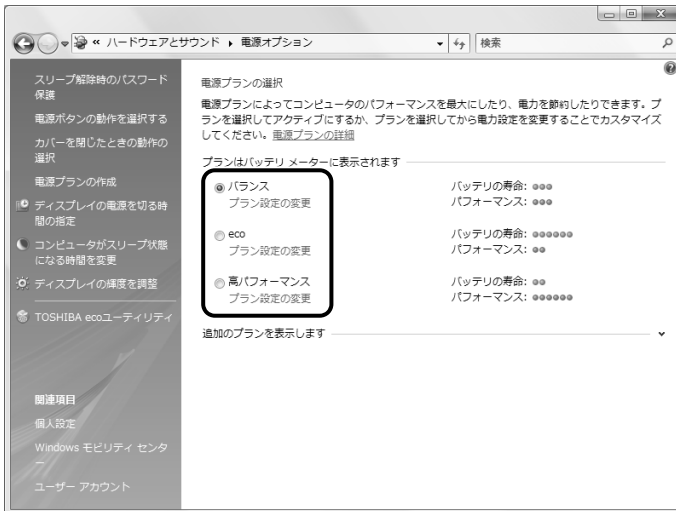 « ハードウェアとサウンド ▸ 電源オプション
検索
スリープ解除時のパスワード
保護
電源ボタンの動作を選択する
カバーを閉じたときの動作の
選択
電源プランの作成
ディスプレイの電源を切る時
間の指定
コンピュータがスリープ状態
になる時間を変更
ディスプレイの輝度を調整
TOSHIBA ecoユーティリティ
関連項目
個人設定
Windows モビリティ センタ
ー
ユーザー アカウント
電源プランの選択
電源プランによってコンピュータのパフォーマンスを最大にしたり、電力を節約したりできます。プ
ランを選択してアクティブにするか、プランを選択してから電力設定を変更することでカスタマイズ
してください。電源プランの詳細
プランはバッテリ メーターに表示されます
バランス
バッテリの寿命:
プラン設定の変更
パフォーマンス:
eco
バッテリの寿命:
プラン設定の変更
パフォーマンス:
高パフォーマンス
バッテリの寿命:
プラン設定の変更
パフォーマンス:
追加のプランを表示します